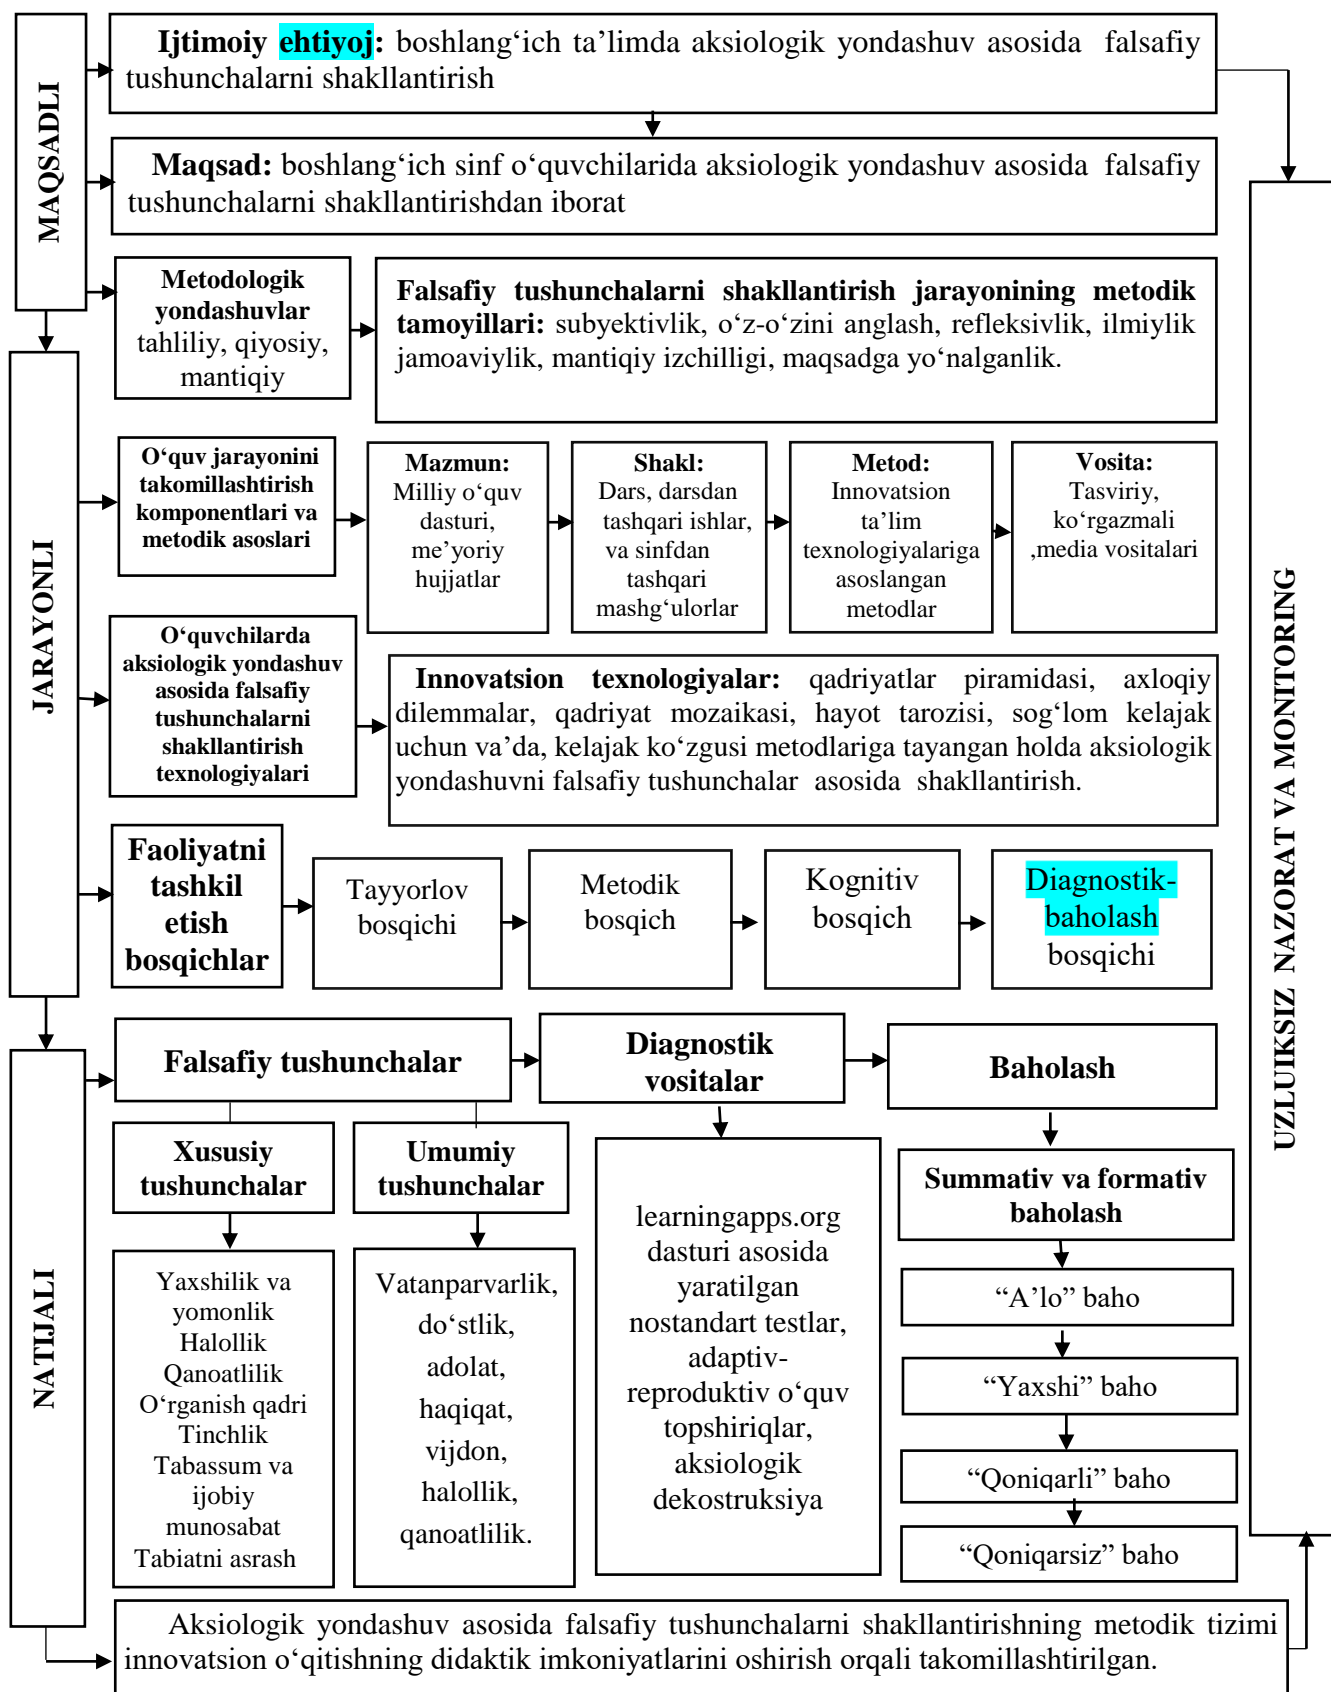 MAQSADLI
Ijtimoiy ehtiyoj: boshlang‘ich ta’limda aksiologik yondashuv asosida falsafiy
tushunchalarni shakllantirish
Maqsad: boshlang‘ich sinf o‘quvchilarida aksiologik yondashuv asosida falsafiy
tushunchalarni shakllantirishdan iborat
Metodologik
yondashuvlar
tahliliy, qiyosiy,
mantiqiy
Falsafiy tushunchalarni shakllantirish jarayonining metodik
tamoyillari: subyektivlik, o‘z-o‘zini anglash, refleksivlik, ilmiylik
jamoaviylik, mantiqiy izchilligi, maqsadga yo‘nalganlik.
JARAYONLI
O‘quv jarayonini
takomillashtirish
komponentlari va
metodik asoslari
Mazmun:
Milliy o‘quv
dasturi,
me’yoriy
hujjatlar
Shakl:
Dars, darsdan
tashqari ishlar,
va sinfdan
tashqari
mashg‘ulorlar
Metod:
Innovatsion
ta’lim
texnologiyalariga
asoslangan
metodlar
Vosita:
Tasviriy,
ko‘rgazmali
,media vositalari
O‘quvchilarda
aksiologik yondashuv
asosida falsafiy
tushunchalarni
shakllantirish
texnologiyalari
Innovatsion texnologiyalar: qadriyatlar piramidasi, axloqiy
dilemmalar, qadriyat mozaikasi, hayot tarozisi, sog‘lom kelajak
uchun va’da, kelajak ko‘zgusi metodlariga tayangan holda aksiologik
yondashuvni falsafiy tushunchalar asosida shakllantirish.
Faoliyatni
tashkil
etish
bosqichlar
Tayyorlov
bosqichi
Metodik
bosqich
Kognitiv
bosqich
Diagnostik-
baholash
bosqichi
UZLUIKSIZ NAZORAT VA MONITORING
NATIJALI
Falsafiy tushunchalar
Diagnostik
vositalar
Baholash
Xususiy
tushunchalar
Umumiy
tushunchalar
Yaxshilik va
yomonlik
Halollik
Qanoatlilik
O‘rganish qadri
Tinchlik
Tabassum va
ijobiy
munosabat
Tabiatni asrash
Vatanparvarlik,
do‘stlik,
adolat,
haqiqat,
vijdon,
halollik,
qanoatlilik.
learningapps.org
dasturi asosida
yaratilgan
nostandart testlar,
adaptiv-
reproduktiv o‘quv
topshiriqlar,
aksiologik
dekostruksiya
Summativ va formativ
baholash
“A’lo” baho
“Yaxshi” baho
“Qoniqarli” baho
“Qoniqarsiz” baho
Aksiologik yondashuv asosida falsafiy tushunchalarni shakllantirishning metodik tizimi
innovatsion o‘qitishning didaktik imkoniyatlarini oshirish orqali takomillashtirilgan.